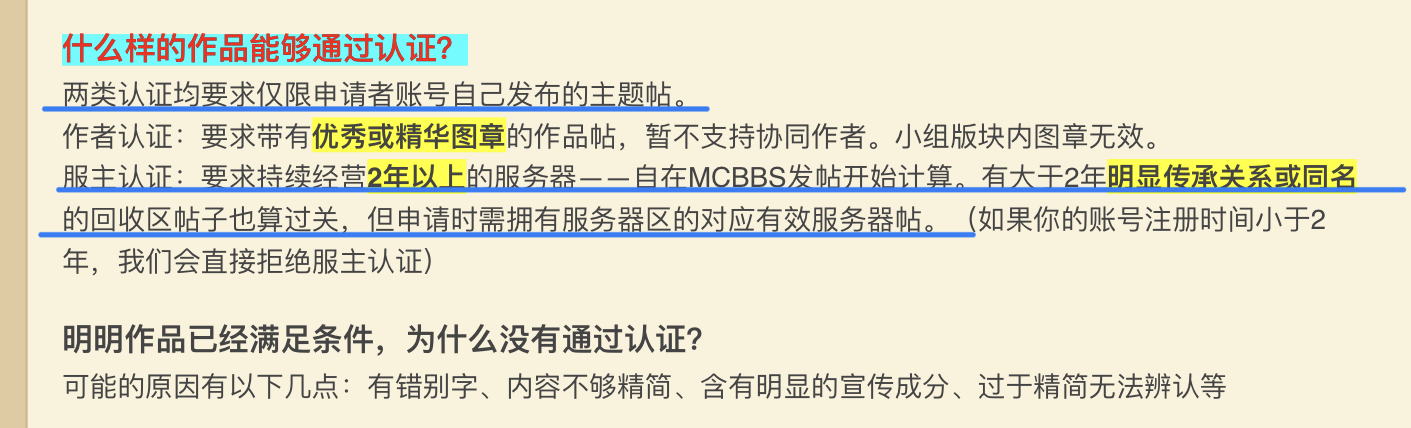 什么样的作品能够通过认证？
两类认证均要求仅限申请者账号自己发布的主题帖。
作者认证：要求带有优秀或精华图章的作品帖，暂不支持协同作者。小组版块内图章无效。
服主认证：要求持续经营2年以上的服务器——自在MCBBS发帖开始计算。有大于2年明显传承关系或同名
的回收区帖子也算过关，但申请时需拥有服务器区的对应有效服务器帖。（如果你的账号注册时间小于2
年，我们会直接拒绝服主认证）
明明作品已经满足条件，为什么没有通过认证？
可能的原因有以下几点：有错别字、内容不够精简、含有明显的宣传成分、过于精简无法辨认等